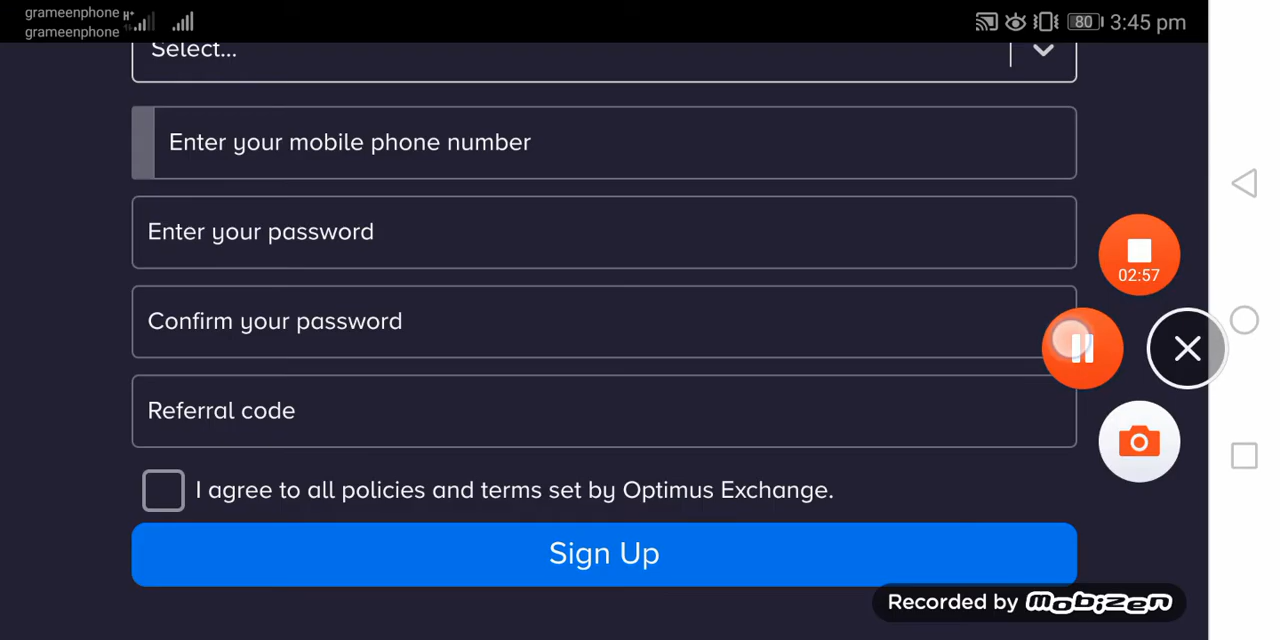 grameenphone
grameenphone
H
80
3:45 pm
Select...
Enter your mobile phone number
Enter your password
Confirm your password
Referral code
I agree to all policies and terms set by Optimus Exchange.
Sign Up
02:57
Recorded by mobizen